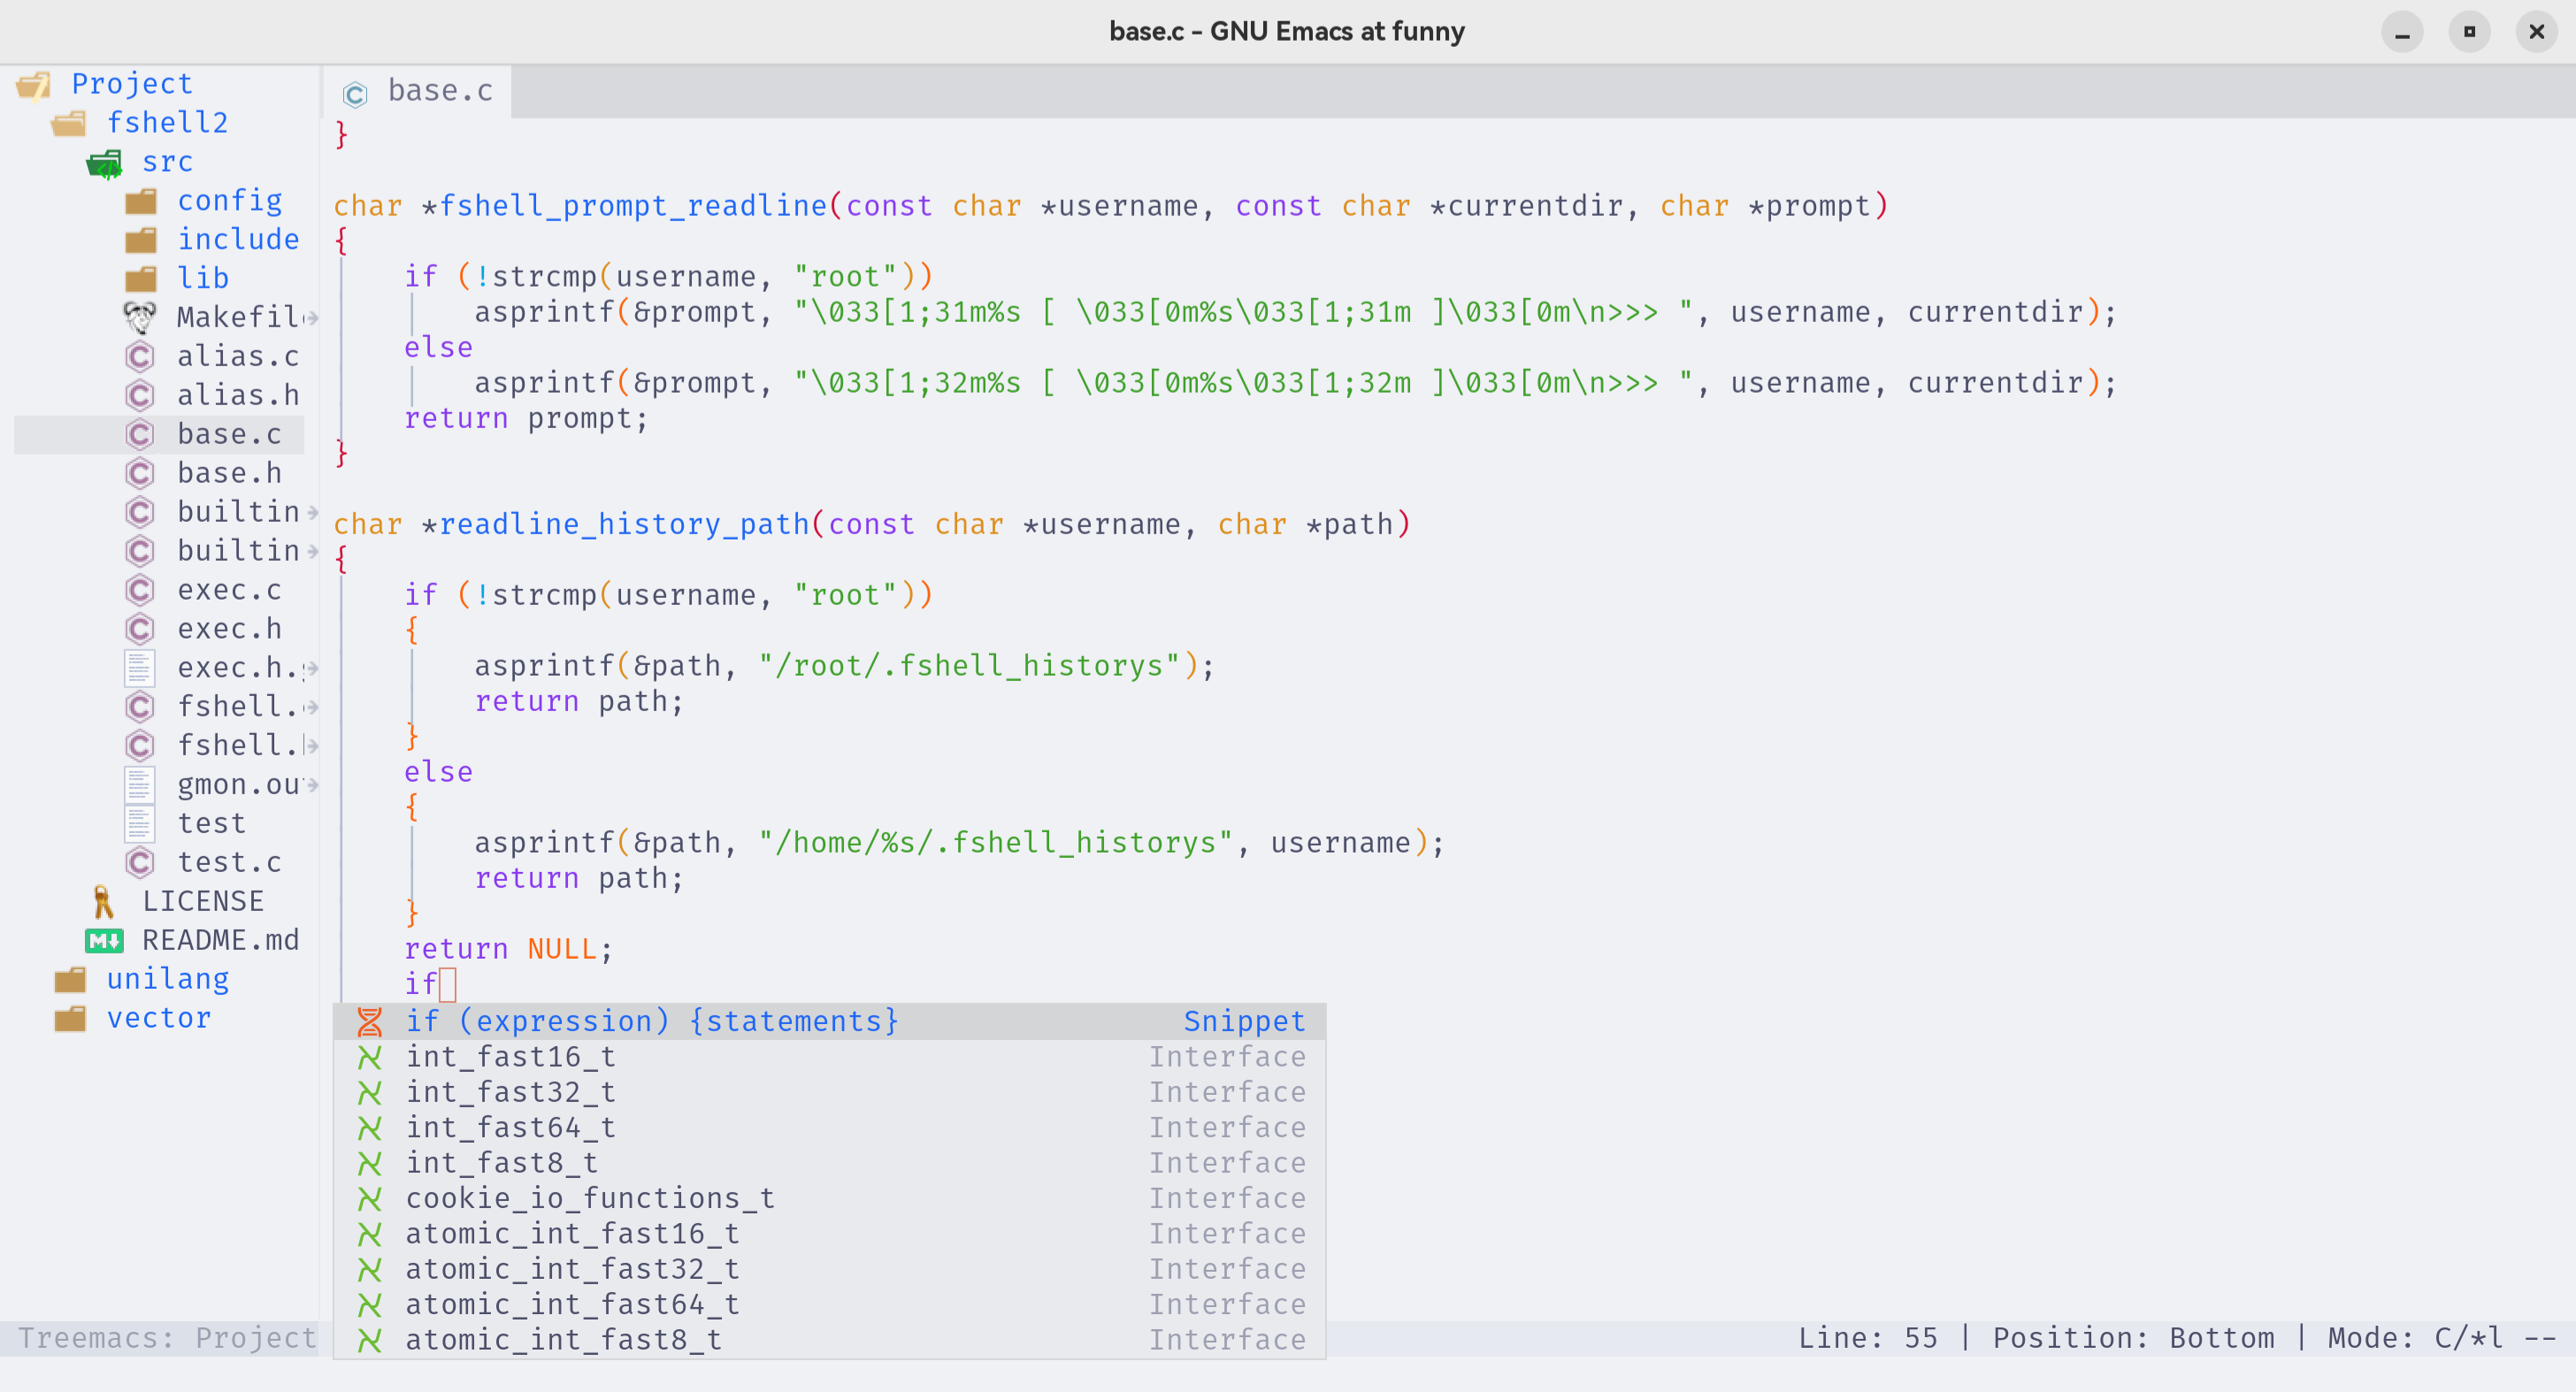 base.c – GNU Emacs at funny
Project
fshell2
src
config
include
lib
Makefil
alias.c
alias.h
base.c
base.h
builtin
builtin
exec.c
exec.h
exec.h.
fshell.
fshell.
gmon.ou
test
test.c
LICENSE
README.md
unilang
vector
Treemacs: Project
base.c
}
char *fshell_prompt_readline(const char *username, const char *currentdir, char *prompt)
{
    if (!strcmp(username, "root"))
        asprintf(&prompt, "\033[1;31m%s [ \033[0m%s\033[1;31m ]\033[0m\n>>> ", username, currentdir);
    else
        asprintf(&prompt, "\033[1;32m%s [ \033[0m%s\033[1;32m ]\033[0m\n>>> ", username, currentdir);
    return prompt;
}
char *readline_history_path(const char *username, char *path)
{
    if (!strcmp(username, "root"))
    {
        asprintf(&path, "/root/.fshell_historys");
        return path;
    }
    else
    {
        asprintf(&path, "/home/%s/.fshell_historys", username);
        return path;
    }
    return NULL;
    if
if (expression) {statements} Snippet
int_fast16_t Interface
int_fast32_t Interface
int_fast64_t Interface
int_fast8_t Interface
cookie_io_functions_t Interface
atomic_int_fast16_t Interface
atomic_int_fast32_t Interface
atomic_int_fast64_t Interface
atomic_int_fast8_t Interface
Line: 55 | Position: Bottom | Mode: C/*l --